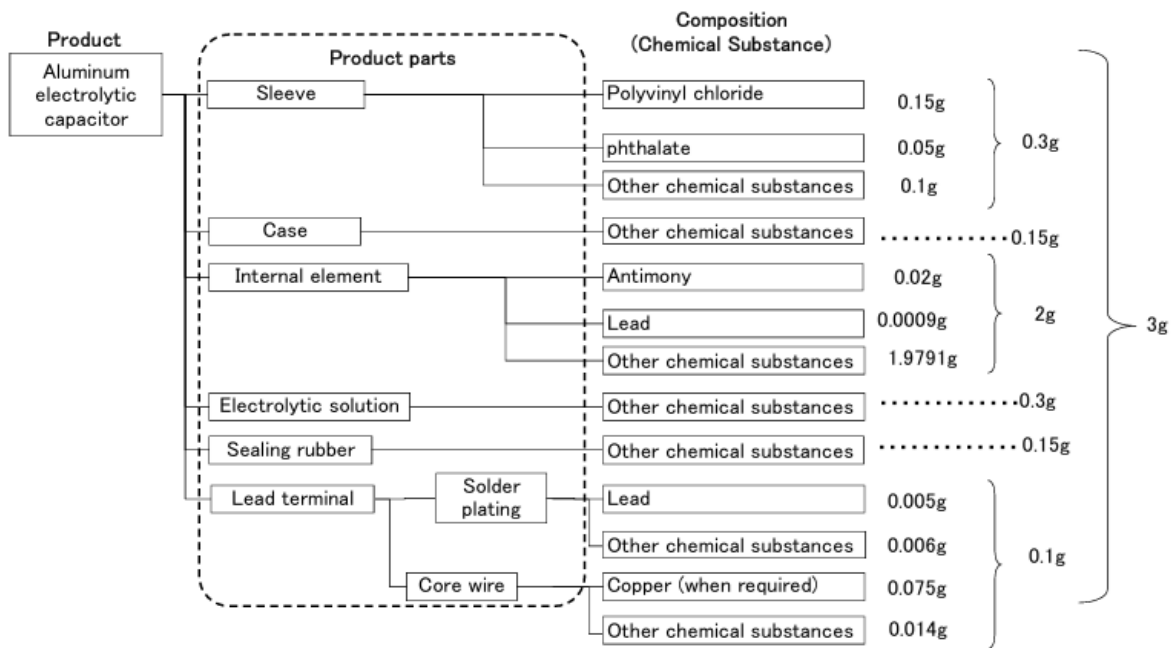 Product
Aluminum
electrolytic
capacitor
Product parts
Composition
(Chemical Substance)
Sleeve
Polyvinyl chloride
0.15g
phthalate
0.05g
Other chemical substances
0.1g
0.3g
Case
Other chemical substances
0.15g
Internal element
Antimony
0.02g
Lead
0.0009g
Other chemical substances
1.9791g
2g
Electrolytic solution
Other chemical substances
0.3g
Sealing rubber
Other chemical substances
0.15g
Lead terminal
Solder
plating
Lead
0.005g
Other chemical substances
0.006g
Core wire
Copper (when required)
0.075g
Other chemical substances
0.014g
0.1g
3g